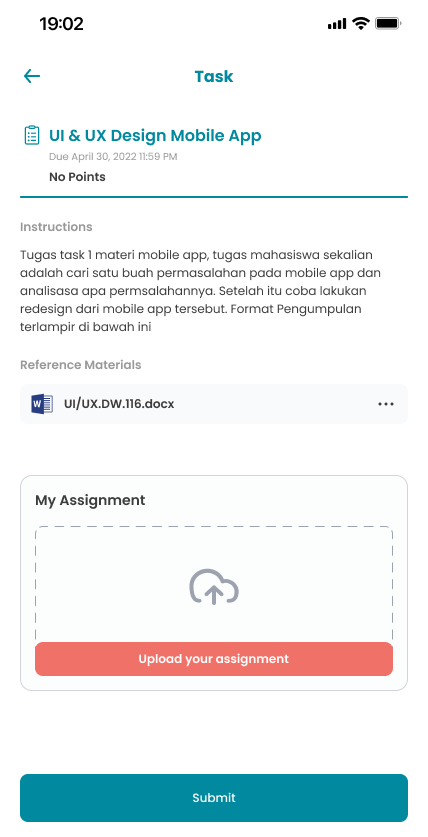 19:02
Task
UI & UX Design Mobile App
Due April 30, 2022 11:59 PM
No Points
Instructions
Tugas task 1 materi mobile app, tugas mahasiswa sekalian
adalah cari satu buah permasalahan pada mobile app dan
analisasa apa permsalahannya. Setelah itu coba lakukan
redesign dari mobile app tersebut. Format Pengumpulan
terlampir di bawah ini
Reference Materials
W UI/UX.DW.116.docx
My Assignment
Upload your assignment
Submit